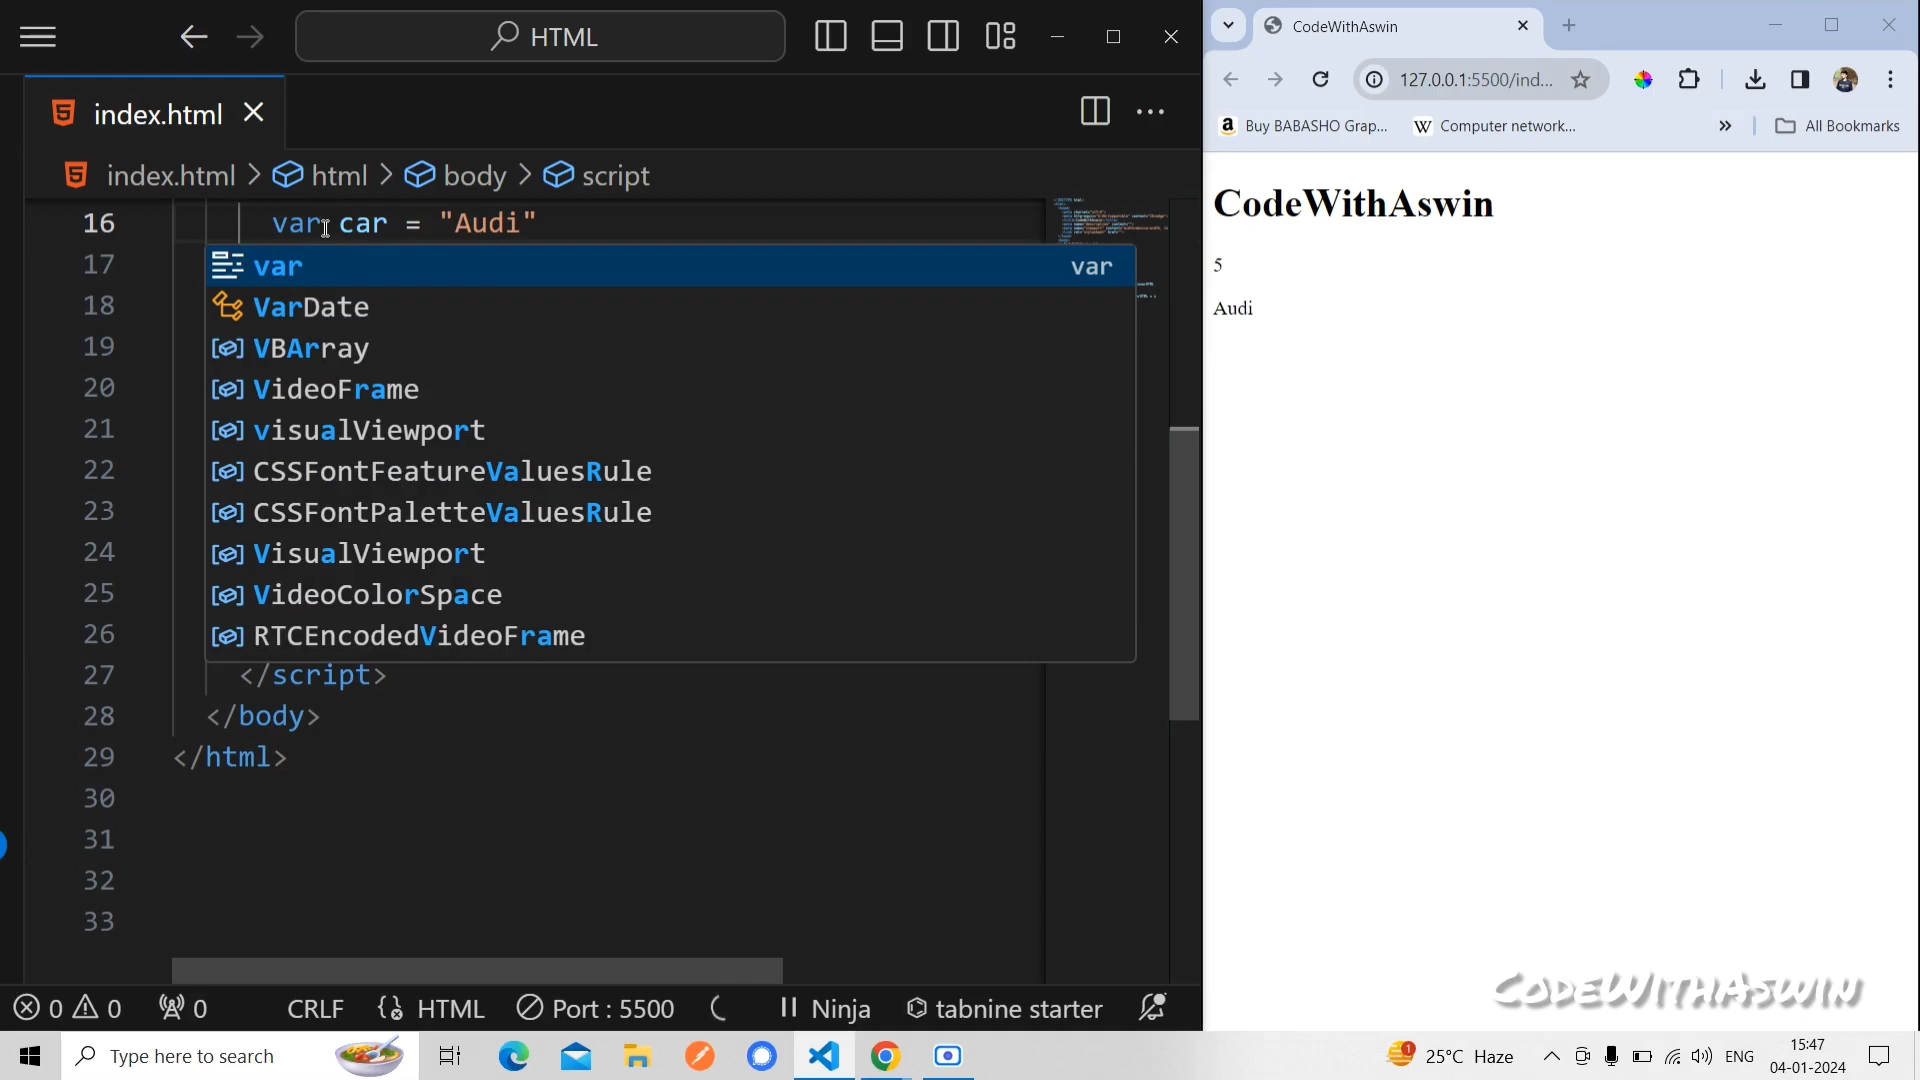 HTML
index.html
index.html > html > body > script
16 var car = "Audi"
17
18
19
20
21
22
23
24
25
26
27 </script>
28 </body>
29 </html>
30
31
32
33
var var
VarDate
VBArray
VideoFrame
visualViewport
CSSFontFeatureValuesRule
CSSFontPaletteValuesRule
VisualViewport
VideoColorSpace
RTCEncodedVideoFrame
0 0 0 CRLF HTML Port : 5500 Ninja tabnine starter
CodeWithAswin
127.0.0.1:5500/ind...
Buy BABASHO Grap... Computer network... » All Bookmarks
CodeWithAswin
5
Audi
CodeWithAswin
Type here to search
1 25°C Haze ENG 15:47
04-01-2024